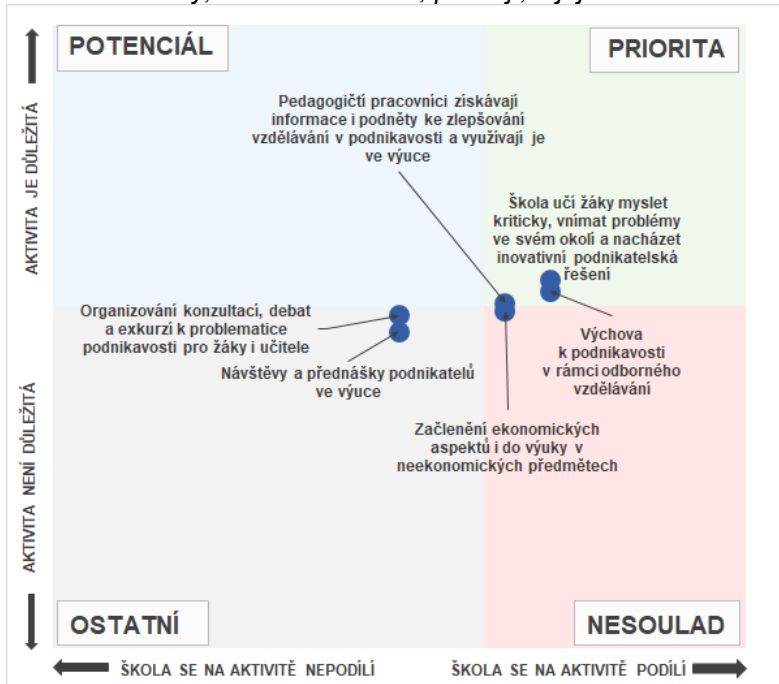 POTENCIÁL
PRIORITA
Pedagogičtí pracovníci získávají
informace i podněty ke zlepšování
vzdělávání v podnikavosti a využívají je
ve výuce
Škola učí žáky myslet
kriticky, vnímat problémy
ve svém okolí a nacházet
inovativní podnikatelská
řešení
Organizování konzultací, debat
a exkurzí k problematice
podnikavosti pro žáky i učitele
Návštěvy a přednášky podnikatelů
ve výuce
Výchova
k podnikavosti
v rámci odborného
vzdělávání
Začlenění ekonomických
aspektů i do výuky v
neekonomických předmětech
AKTIVITA JE DŮLEŽITÁ
AKTIVITA NENÍ DŮLEŽITÁ
OSTATNÍ
NESOULAD
ŠKOLA SE NA AKTIVITĚ NEPODÍLÍ
ŠKOLA SE NA AKTIVITĚ PODÍLÍ